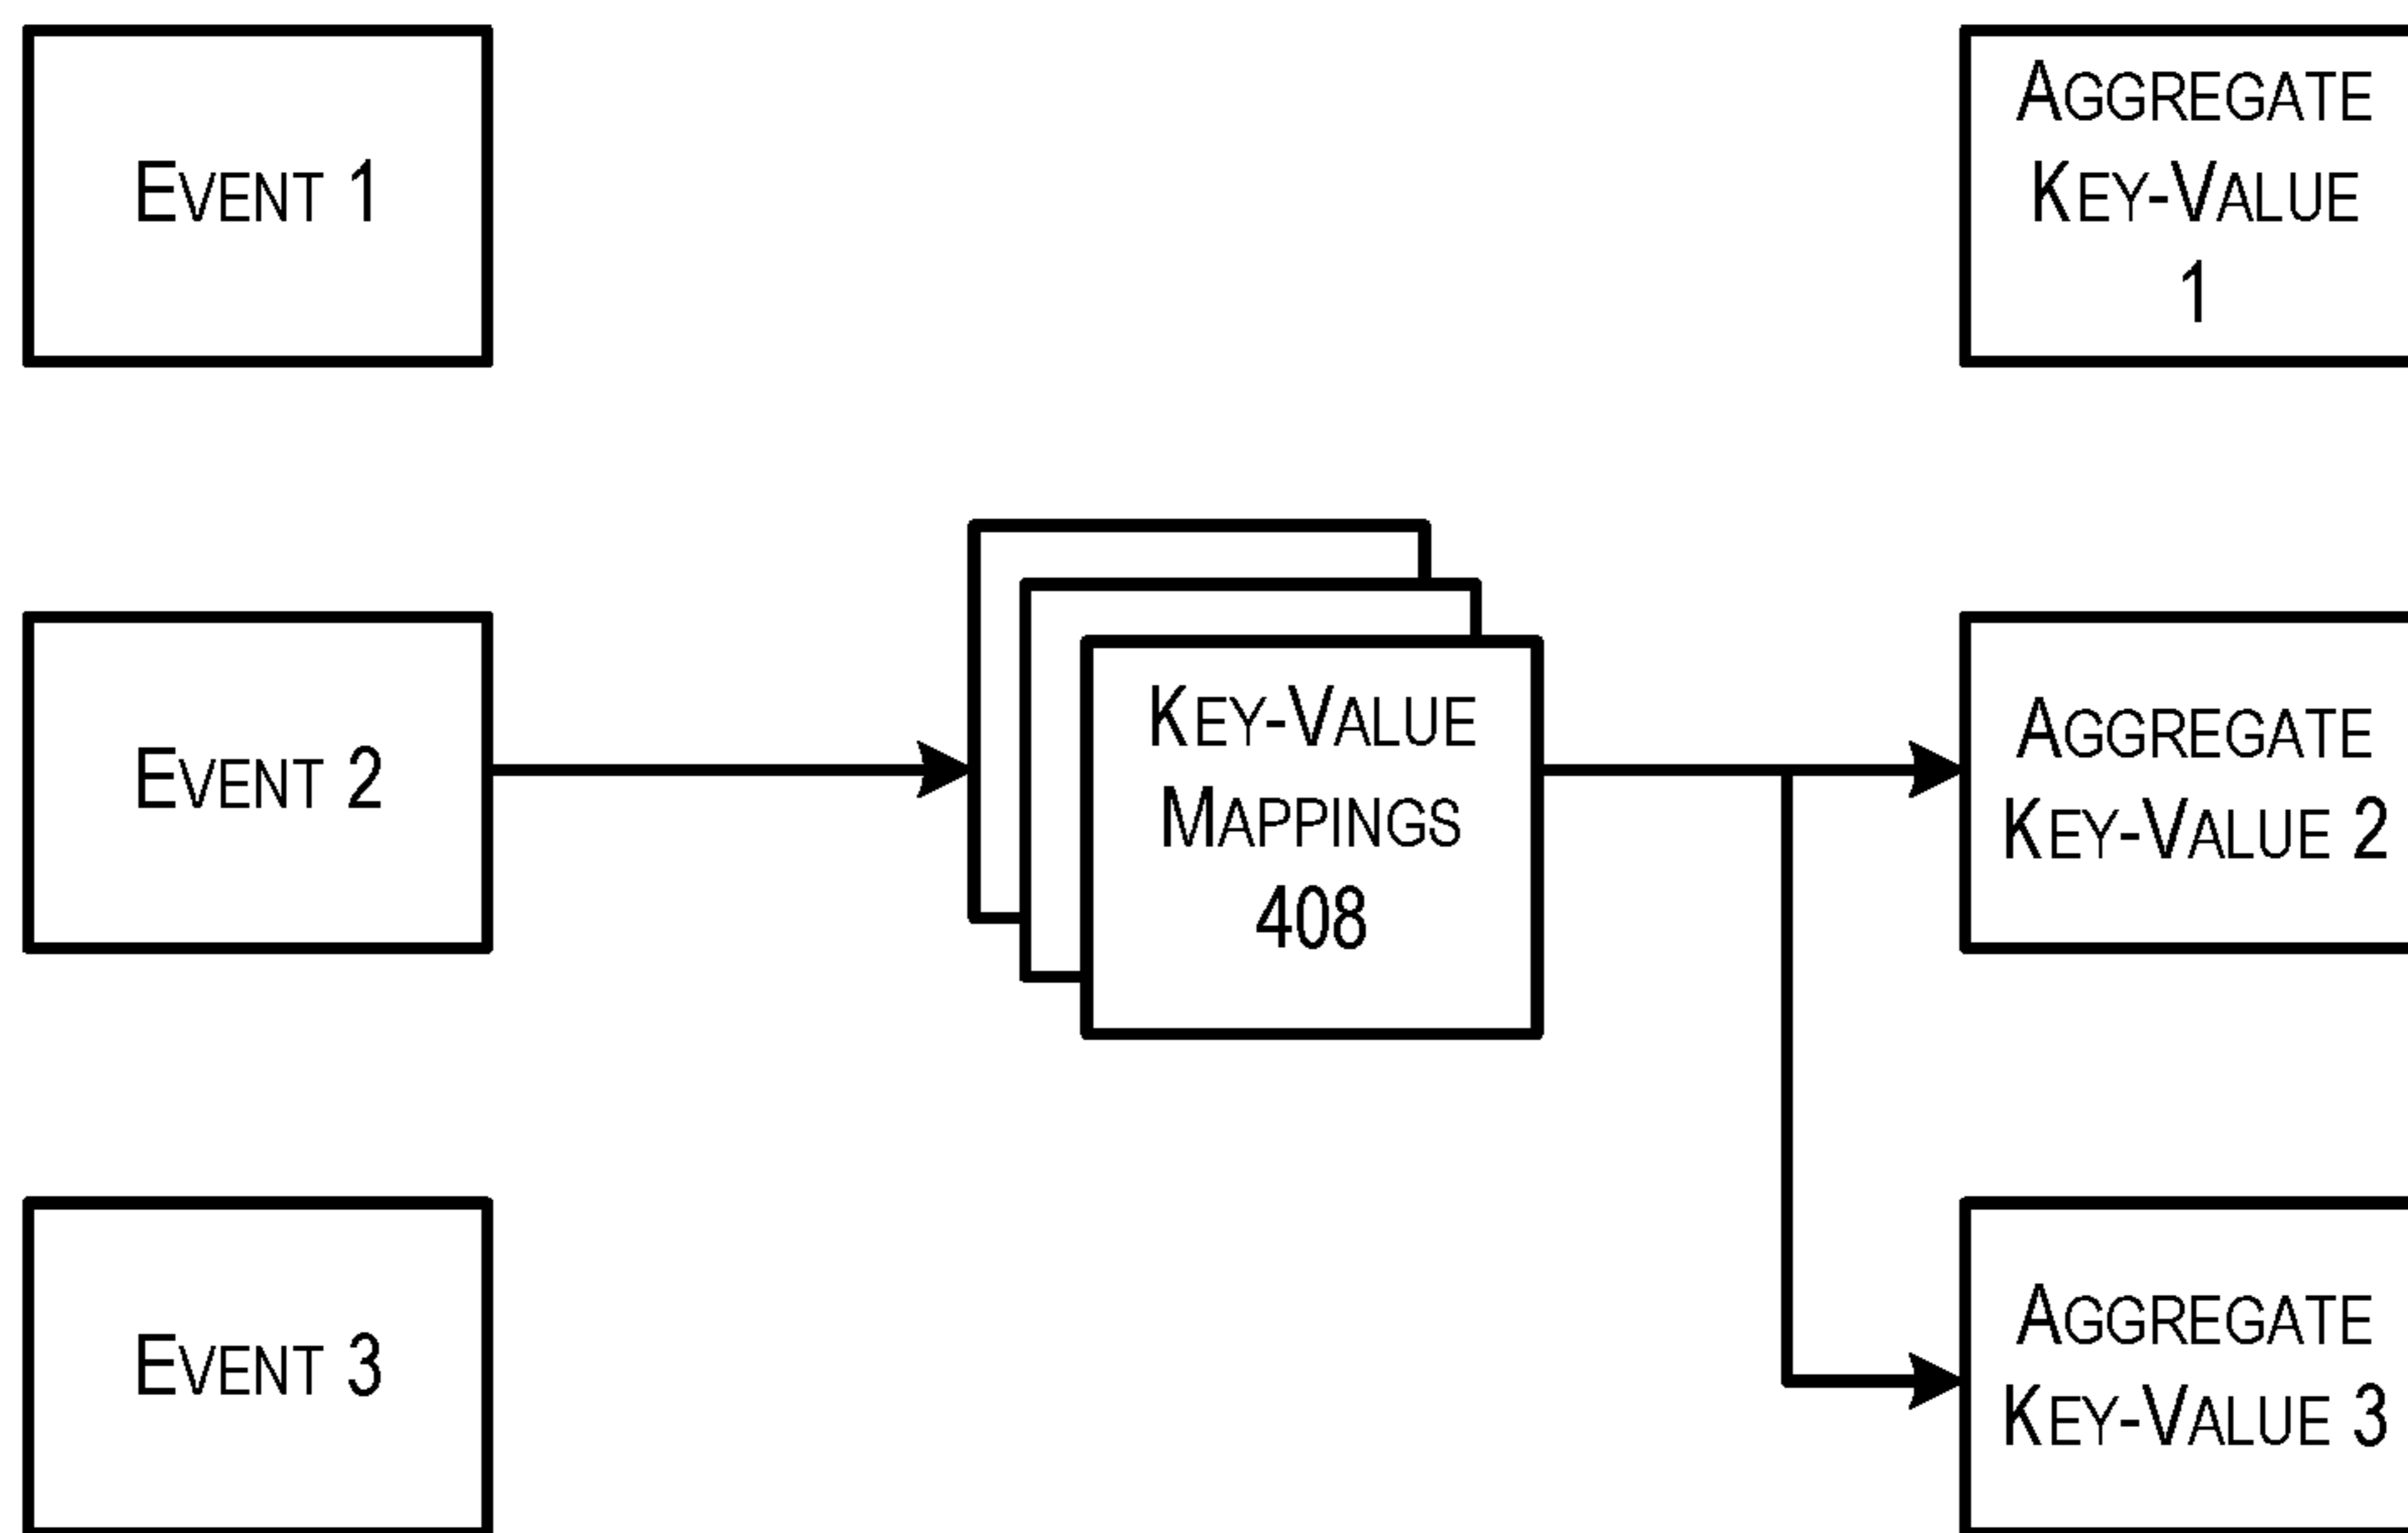 EVENT 1
AGGREGATE
KEY-VALUE
1
EVENT 2
KEY-VALUE
MAPPINGS
408
AGGREGATE
KEY-VALUE 2
EVENT 3
AGGREGATE
KEY-VALUE 3